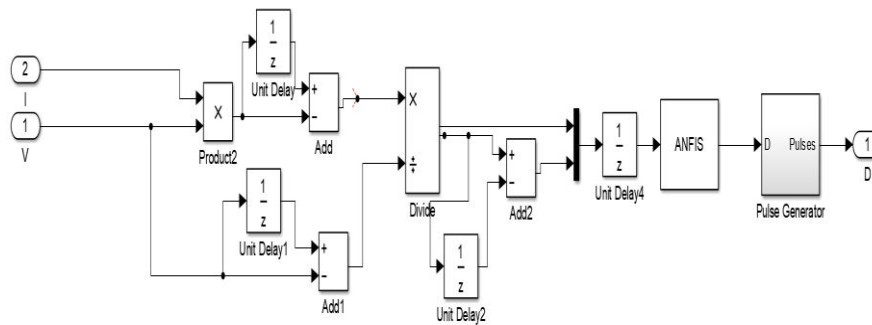 2
I
1
V
×
Product2
1
z
Unit Delay
+
−
Add
1
z
Unit Delay1
+
−
Add1
×
÷
Divide
+
−
Add2
1
z
Unit Delay2
1
z
Unit Delay4
ANFIS
D Pulses
Pulse Generator
1
D